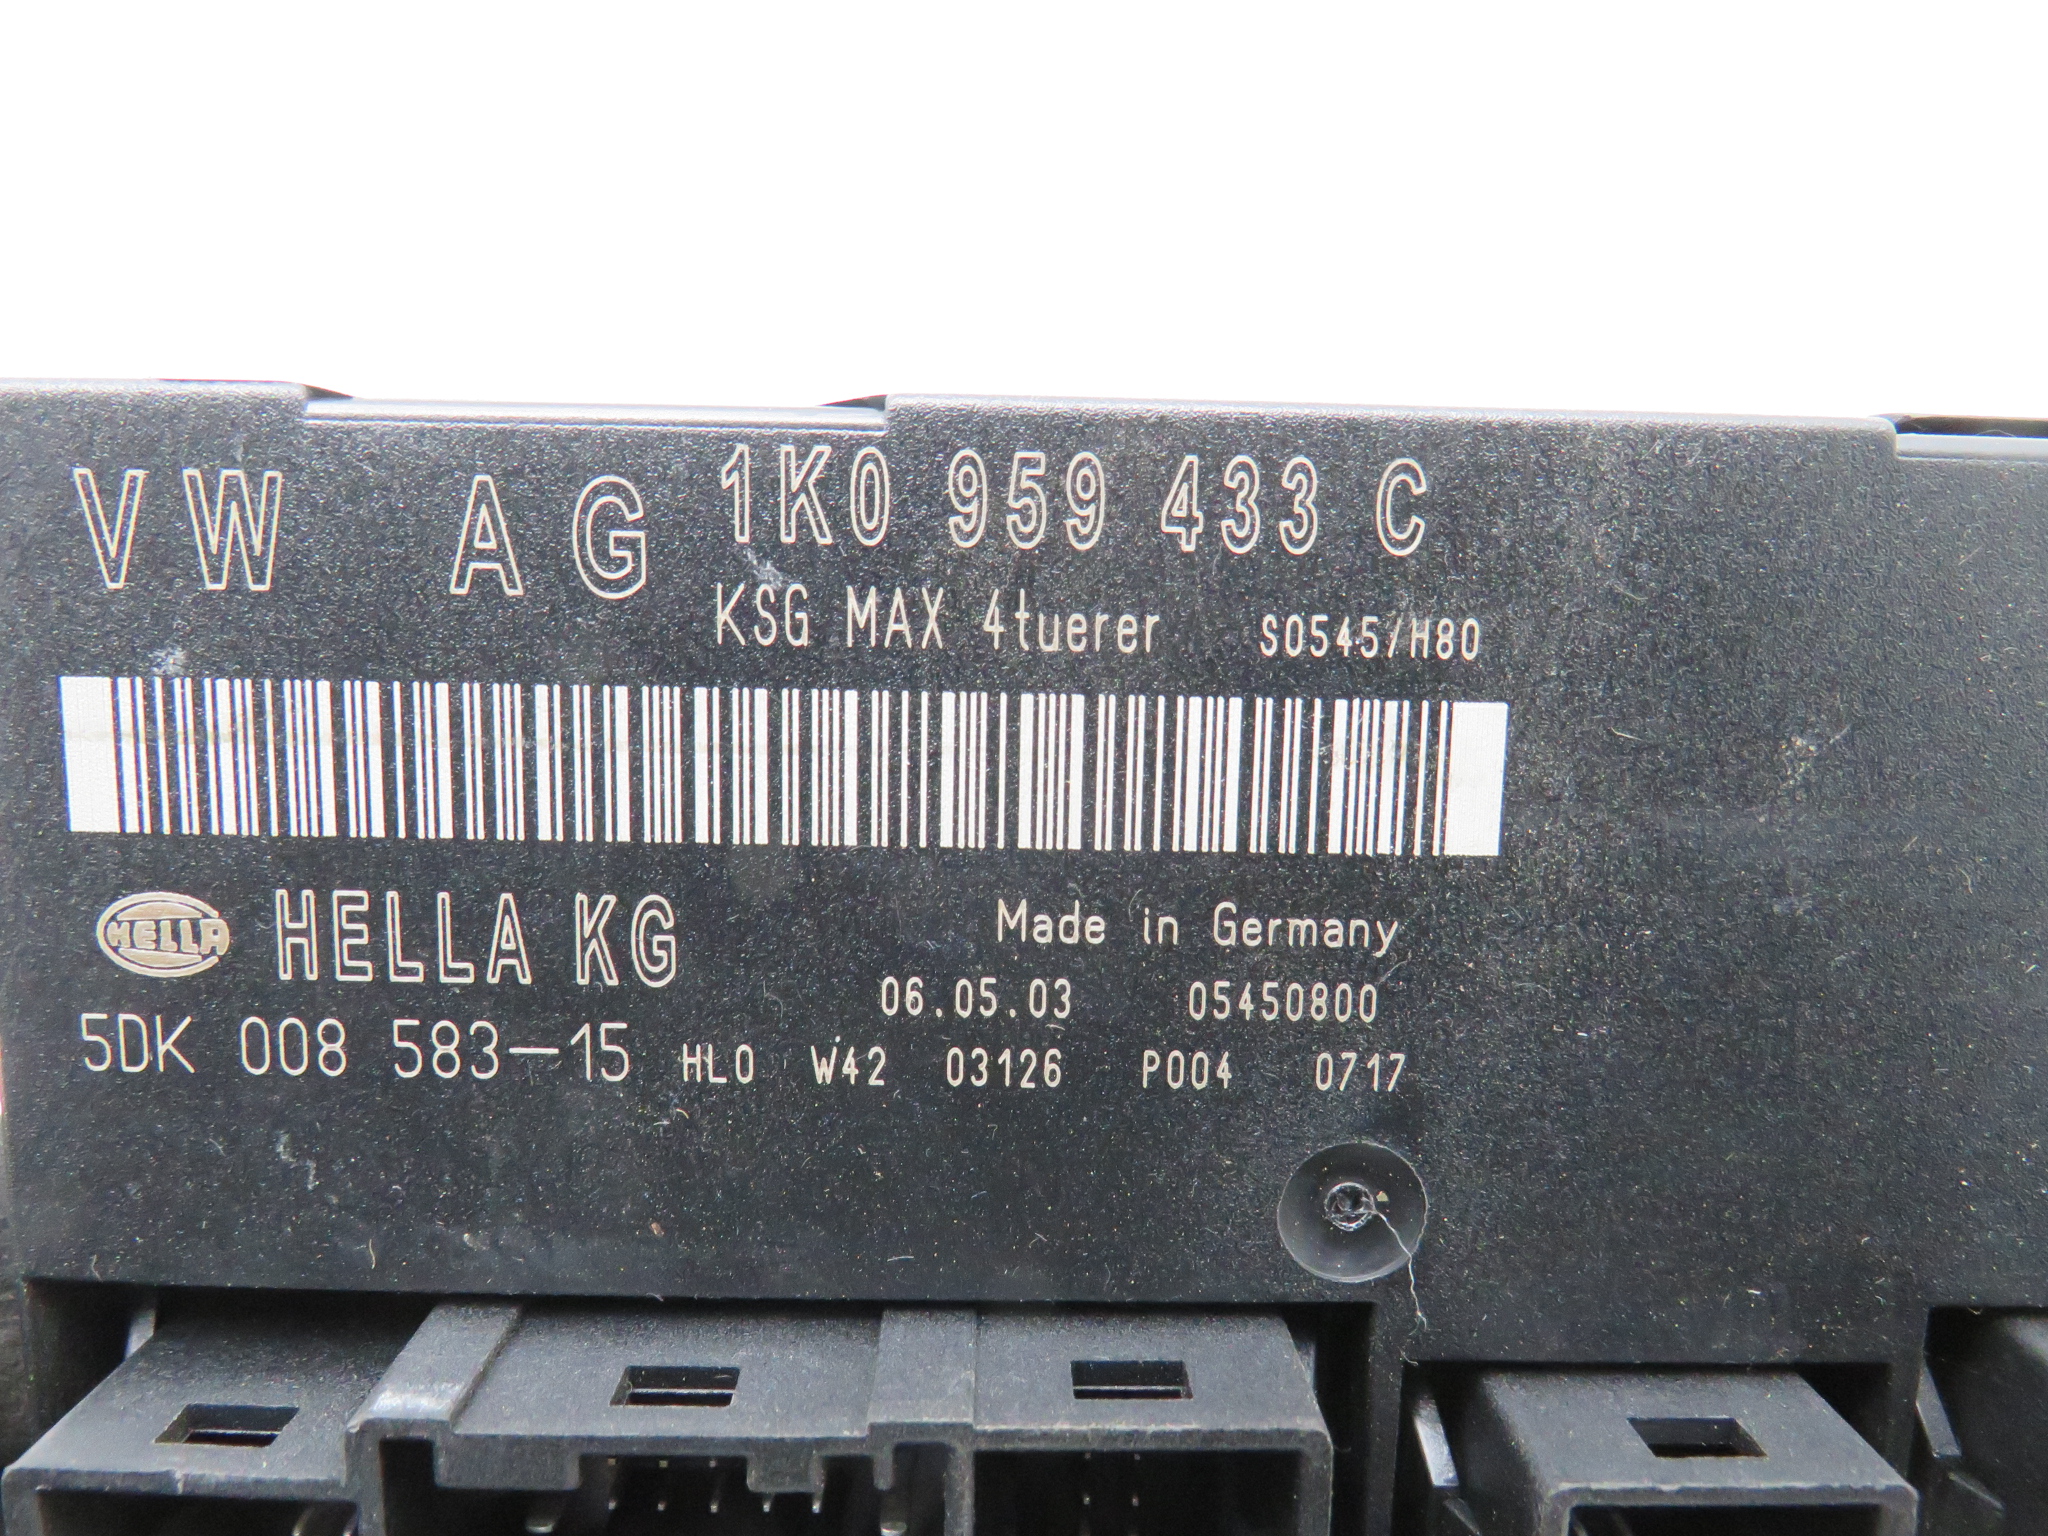 VW AG 1K0 959 433 C
KSG MAX 4tuerer S0545/H80
HELLA HELLA KG Made in Germany
06.05.03 05450800
5DK 008 583-15 HLO W42 03126 P004 0717